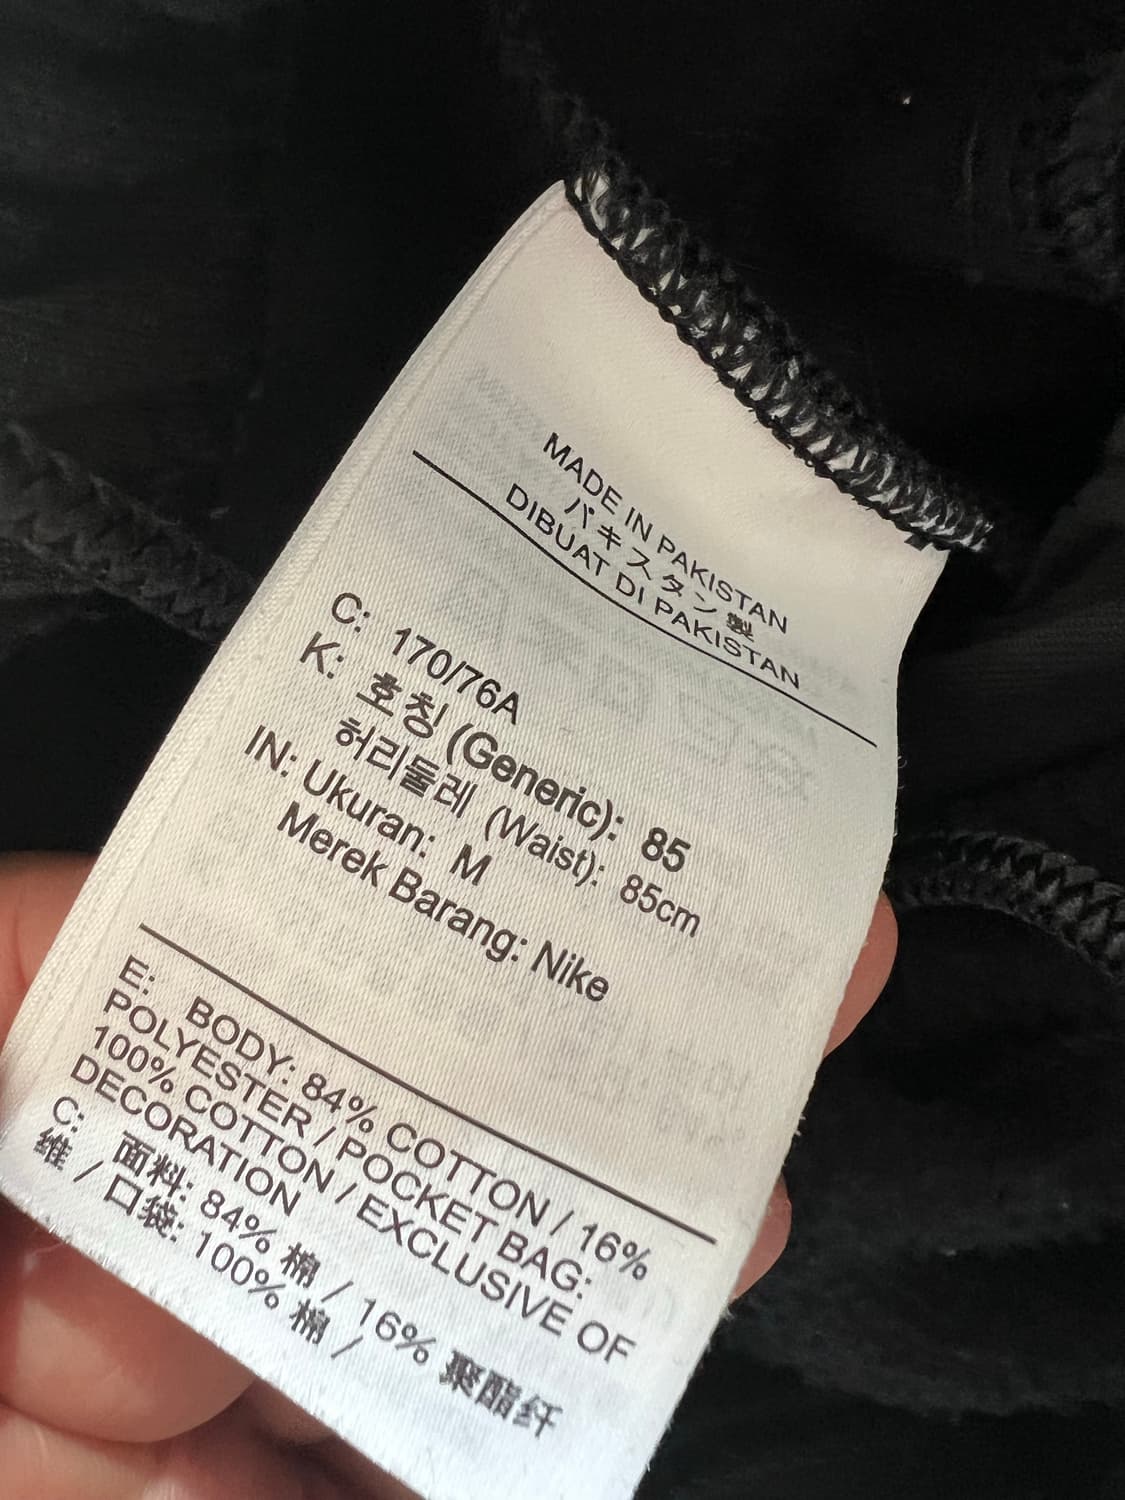 MADE IN PAKISTAN
パキスタン製
DIBUAT DI PAKISTAN
C: 170/76A
K: 호칭 (Generic): 85
허리둘레 (Waist): 85cm
IN: Ukuran: M
Merek Barang: Nike
E: BODY: 84% COTTON / 16%
POLYESTER / POCKET BAG:
100% COTTON / EXCLUSIVE OF
DECORATION
C: 面料: 84% 棉 / 16% 聚酯纤
维 / 口袋: 100% 棉 /